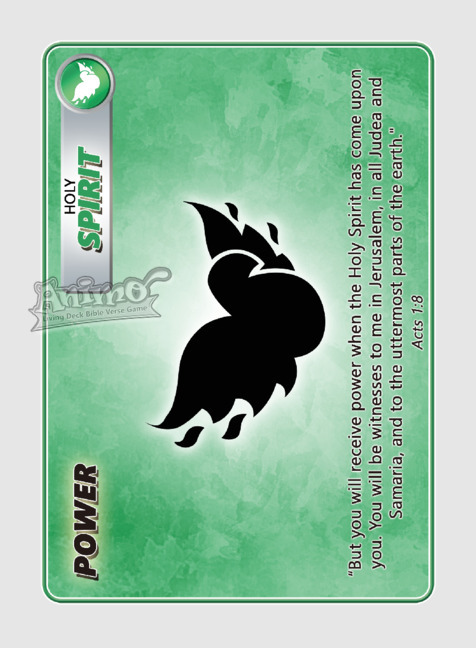 POWER
HOLY
SPIRIT
Animo
Living Deck Bible Verse Game
"But you will receive power when the Holy Spirit has come upon
you. You will be witnesses to me in Jerusalem, in all Judea and
Samaria, and to the uttermost parts of the earth."
Acts 1:8